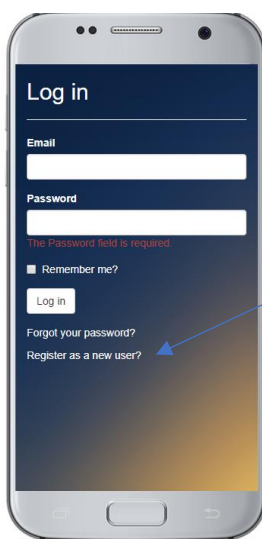 Log in
Email
Password
The Password field is required.
Remember me?
Log in
Forgot your password?
Register as a new user?